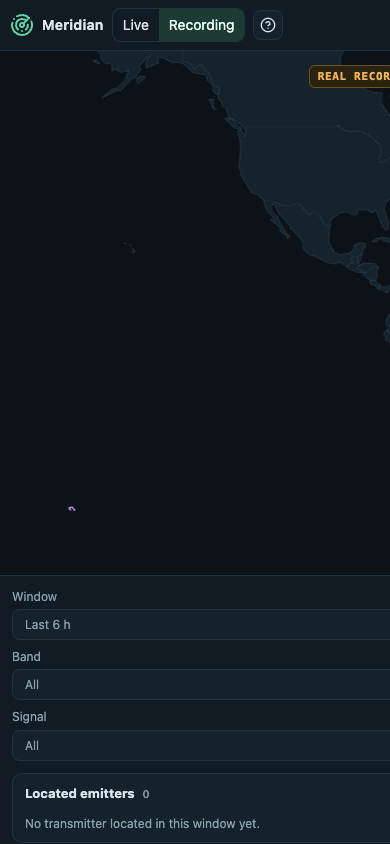 Meridian
Live
Recording
REAL RECOR
Window
Last 6 h
Band
All
Signal
All
Located emitters 0
No transmitter located in this window yet.